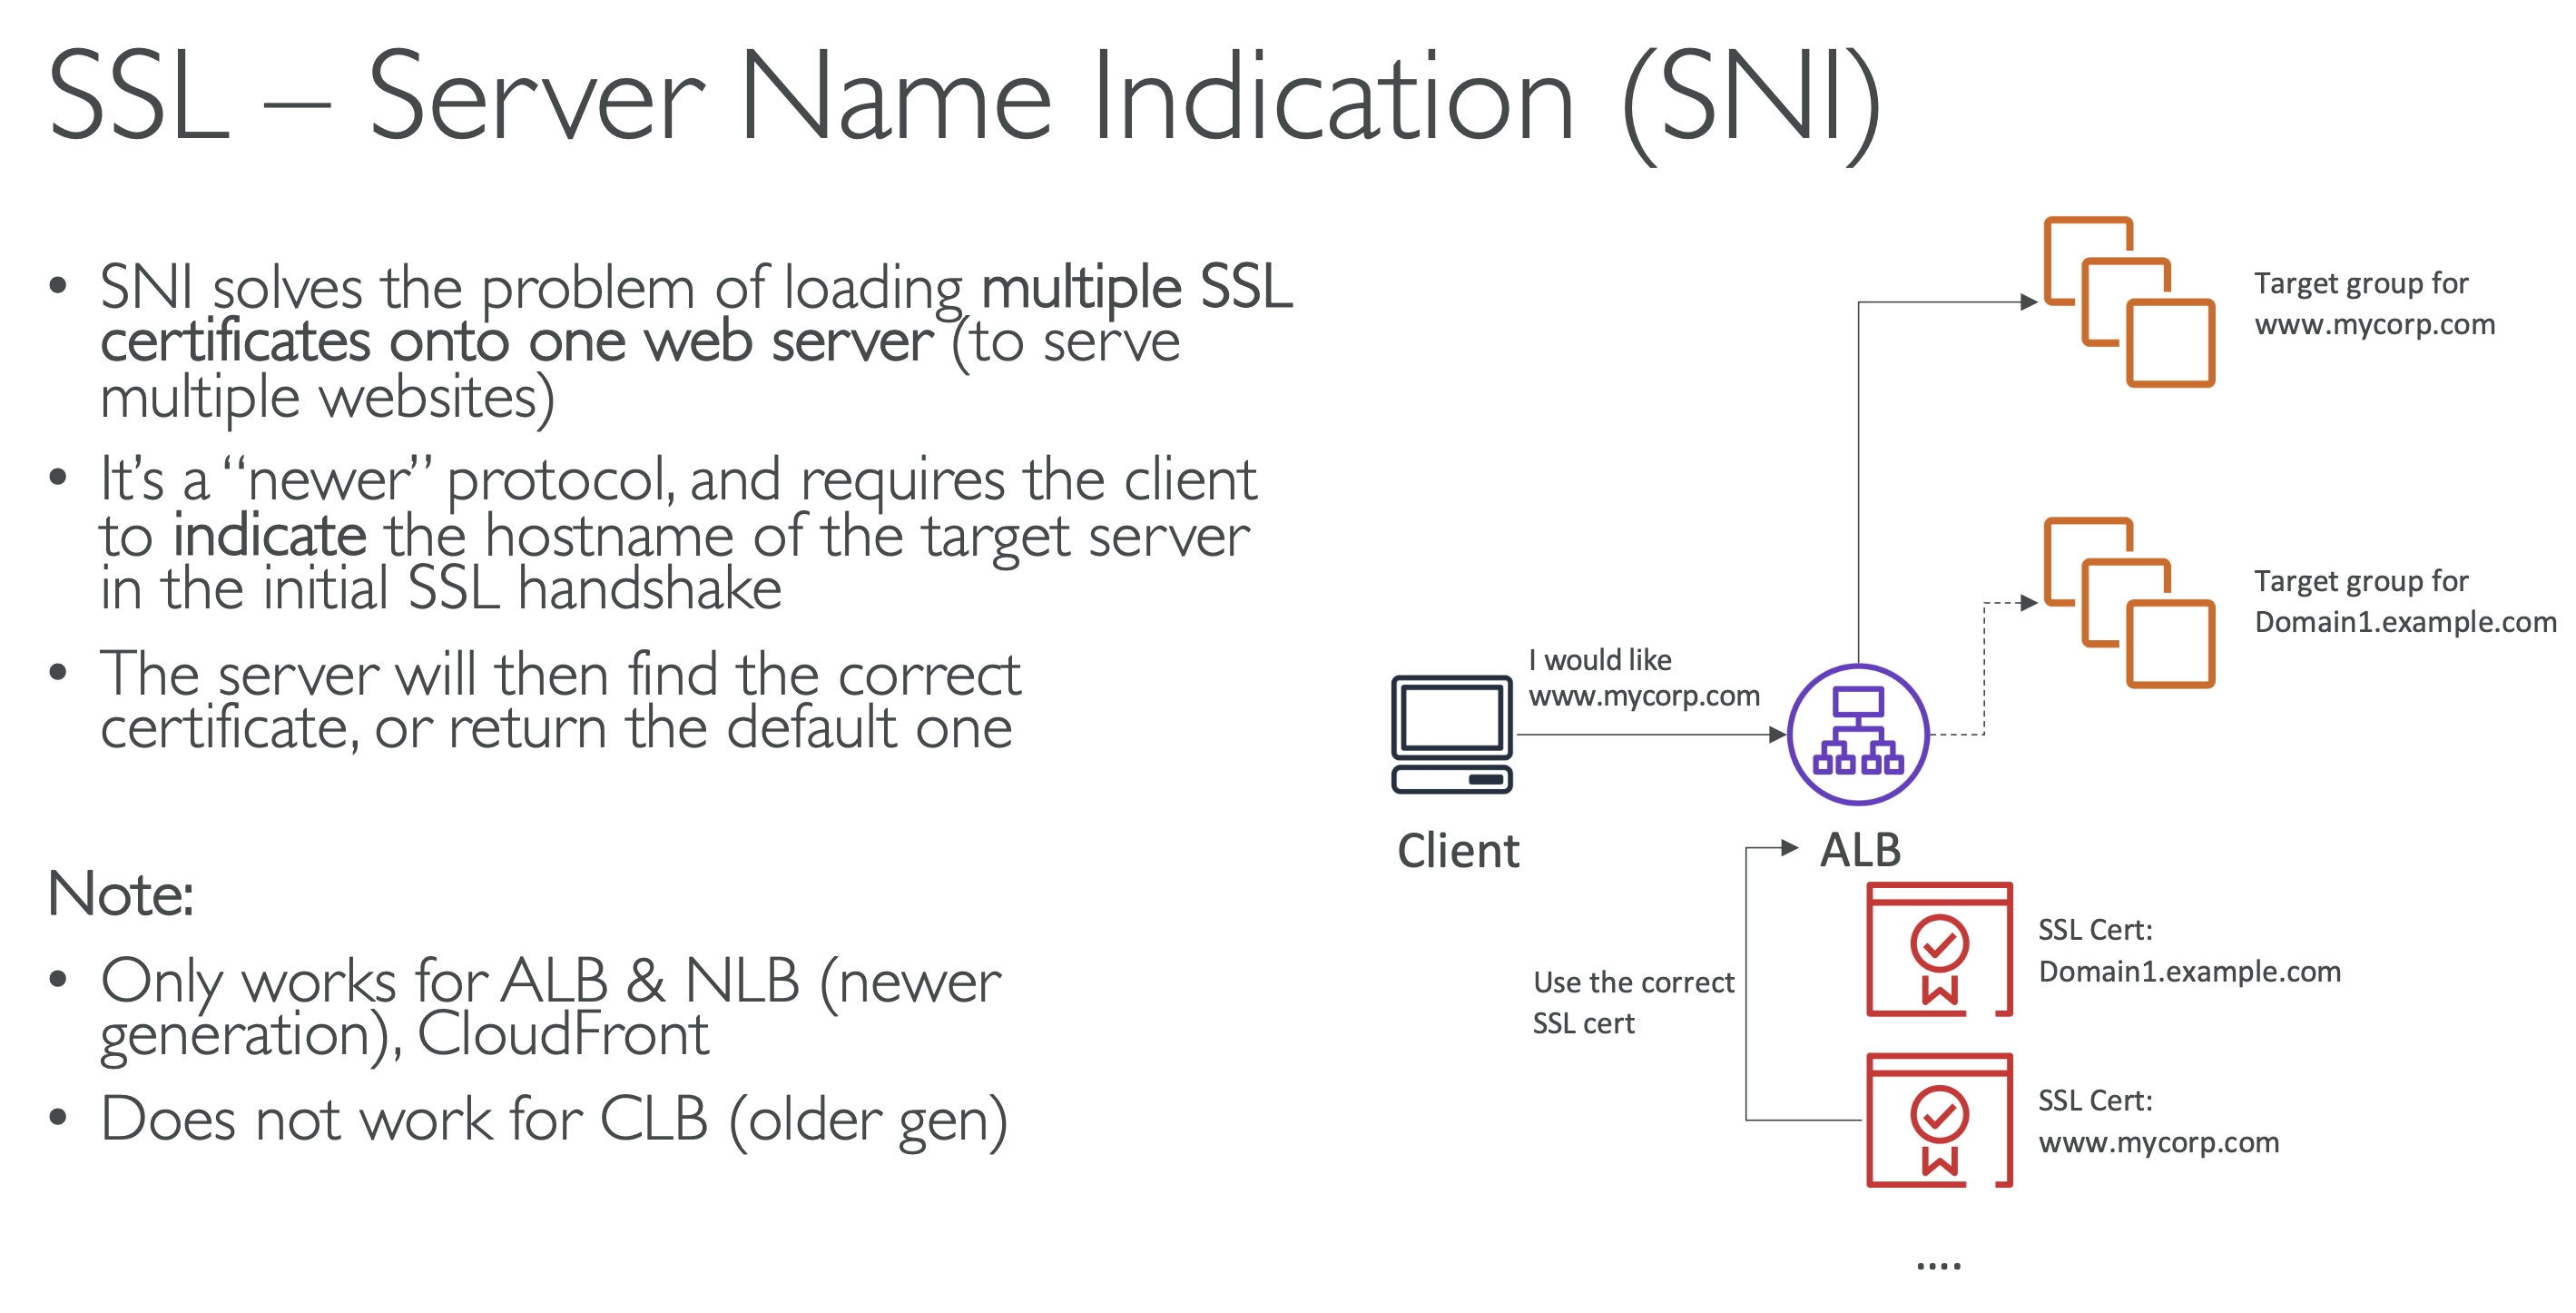 SSL – Server Name Indication (SNI)
• SNI solves the problem of loading multiple SSL
certificates onto one web server (to serve
multiple websites)
• It’s a “newer” protocol, and requires the client
to indicate the hostname of the target server
in the initial SSL handshake
• The server will then find the correct
certificate, or return the default one
Note:
• Only works for ALB & NLB (newer
generation), CloudFront
• Does not work for CLB (older gen)
Target group for
www.mycorp.com
Target group for
Domain1.example.com
I would like
www.mycorp.com
Client
ALB
Use the correct
SSL cert
SSL Cert:
Domain1.example.com
SSL Cert:
www.mycorp.com
....